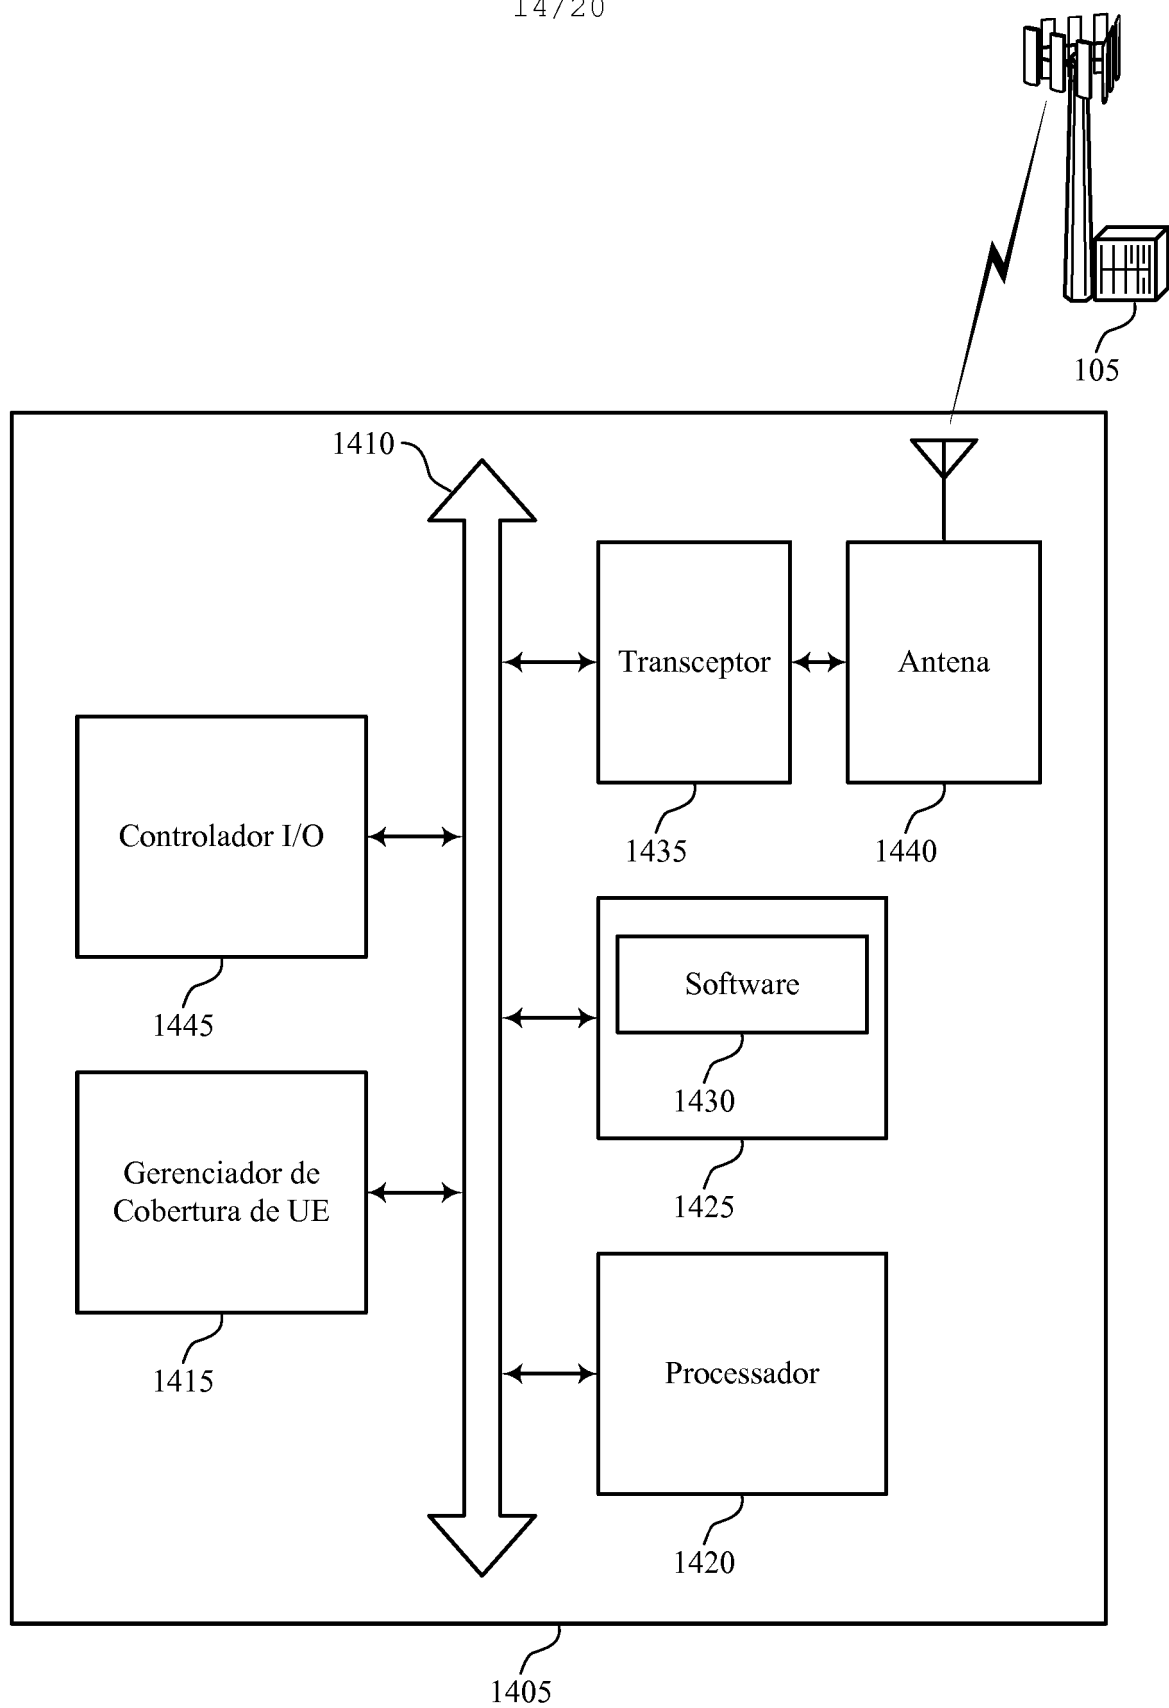 14/20
105
1410
Transceptor
Antena
1435
1440
Controlador I/O
1445
Software
1430
1425
Gerenciador de
Cobertura de UE
1415
Processador
1420
1405